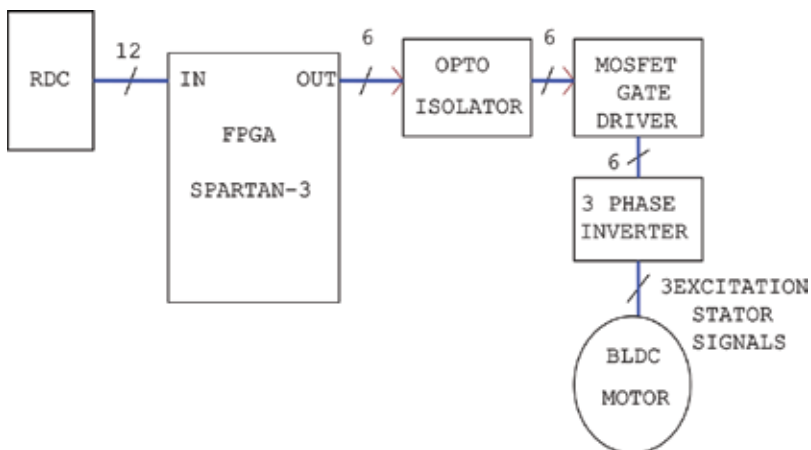 RDC
12
IN
OUT
FPGA
SPARTAN-3
6
OPTO
ISOLATOR
6
MOSFET
GATE
DRIVER
6
3 PHASE
INVERTER
3EXCITATION
STATOR
SIGNALS
BLDC
MOTOR